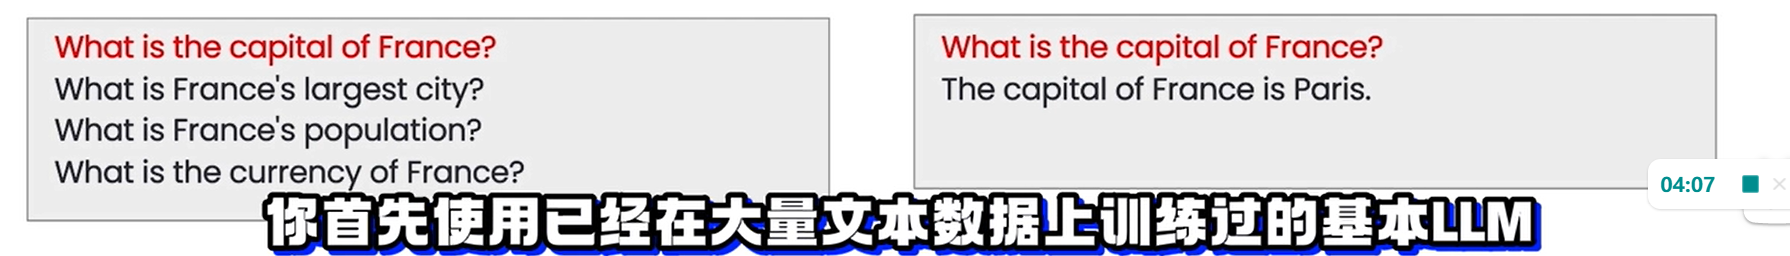 What is the capital of France?
What is France's largest city?
What is France's population?
What is the currency of France?
What is the capital of France?
The capital of France is Paris.
04:07
你首先使用已经在大量文本数据上训练过的基本LLM